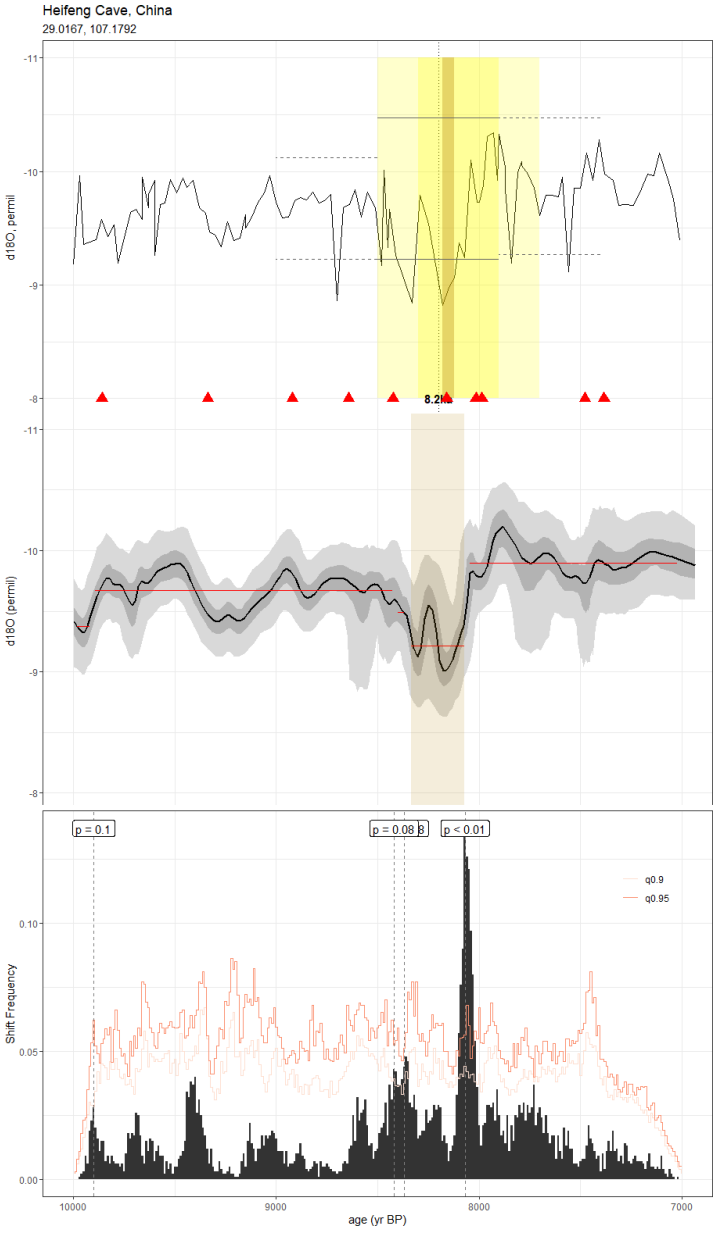 Heifeng Cave, China
29.0167, 107.1792
-11
-10
-9
-8
d18O, permil
-11
-10
-9
-8
d18O (permil)
p = 0.1
p = 0.08
8
p < 0.01
q0.9
q0.95
0.10
0.05
0.00
Shift Frequency
10000
9000
8000
7000
age (yr BP)